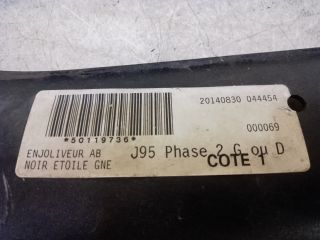 20140830 044454
000069
*50119736*
ENJOLIVEUR AB
NOIR ETOILE GNE
J95 Phase 2 G ou D
COTE 1